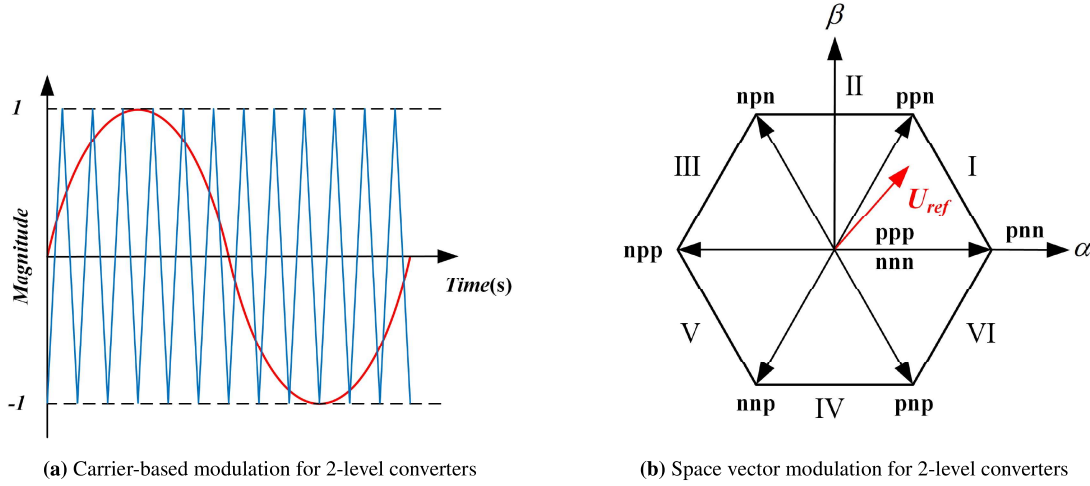 1
Magnitude
Time(s)
-1
(a) Carrier-based modulation for 2-level converters
β
II
npn
ppn
III
I
U_ref
ppp
pnn
npp
nnn
α
V
VI
nnp
IV
pnp
(b) Space vector modulation for 2-level converters